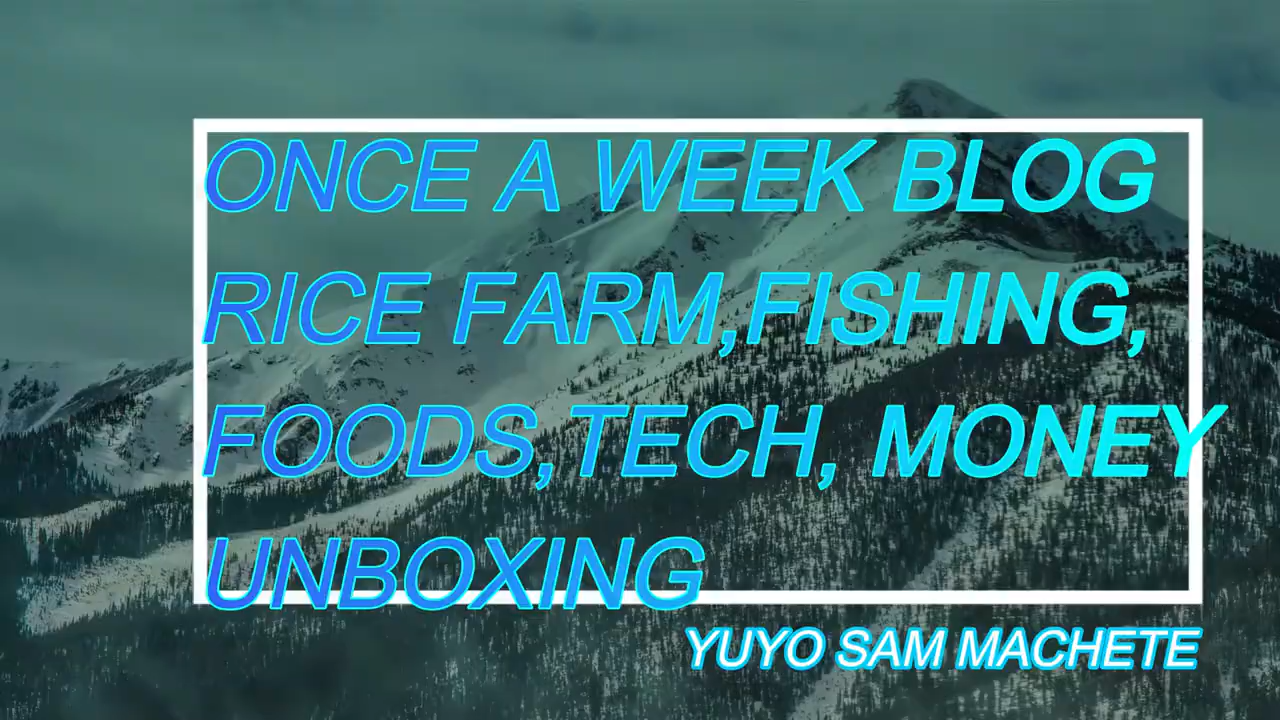 ONCE A WEEK BLOG
RICE FARM,FISHING,
FOODS,TECH, MONEY
UNBOXING
YUYO SAM MACHETE